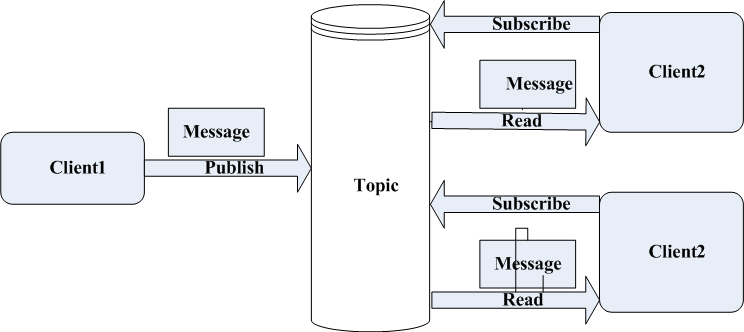 Subscribe
Client2
Message
Read
Message
Publish
Client1
Topic
Subscribe
Client2
Message
Read